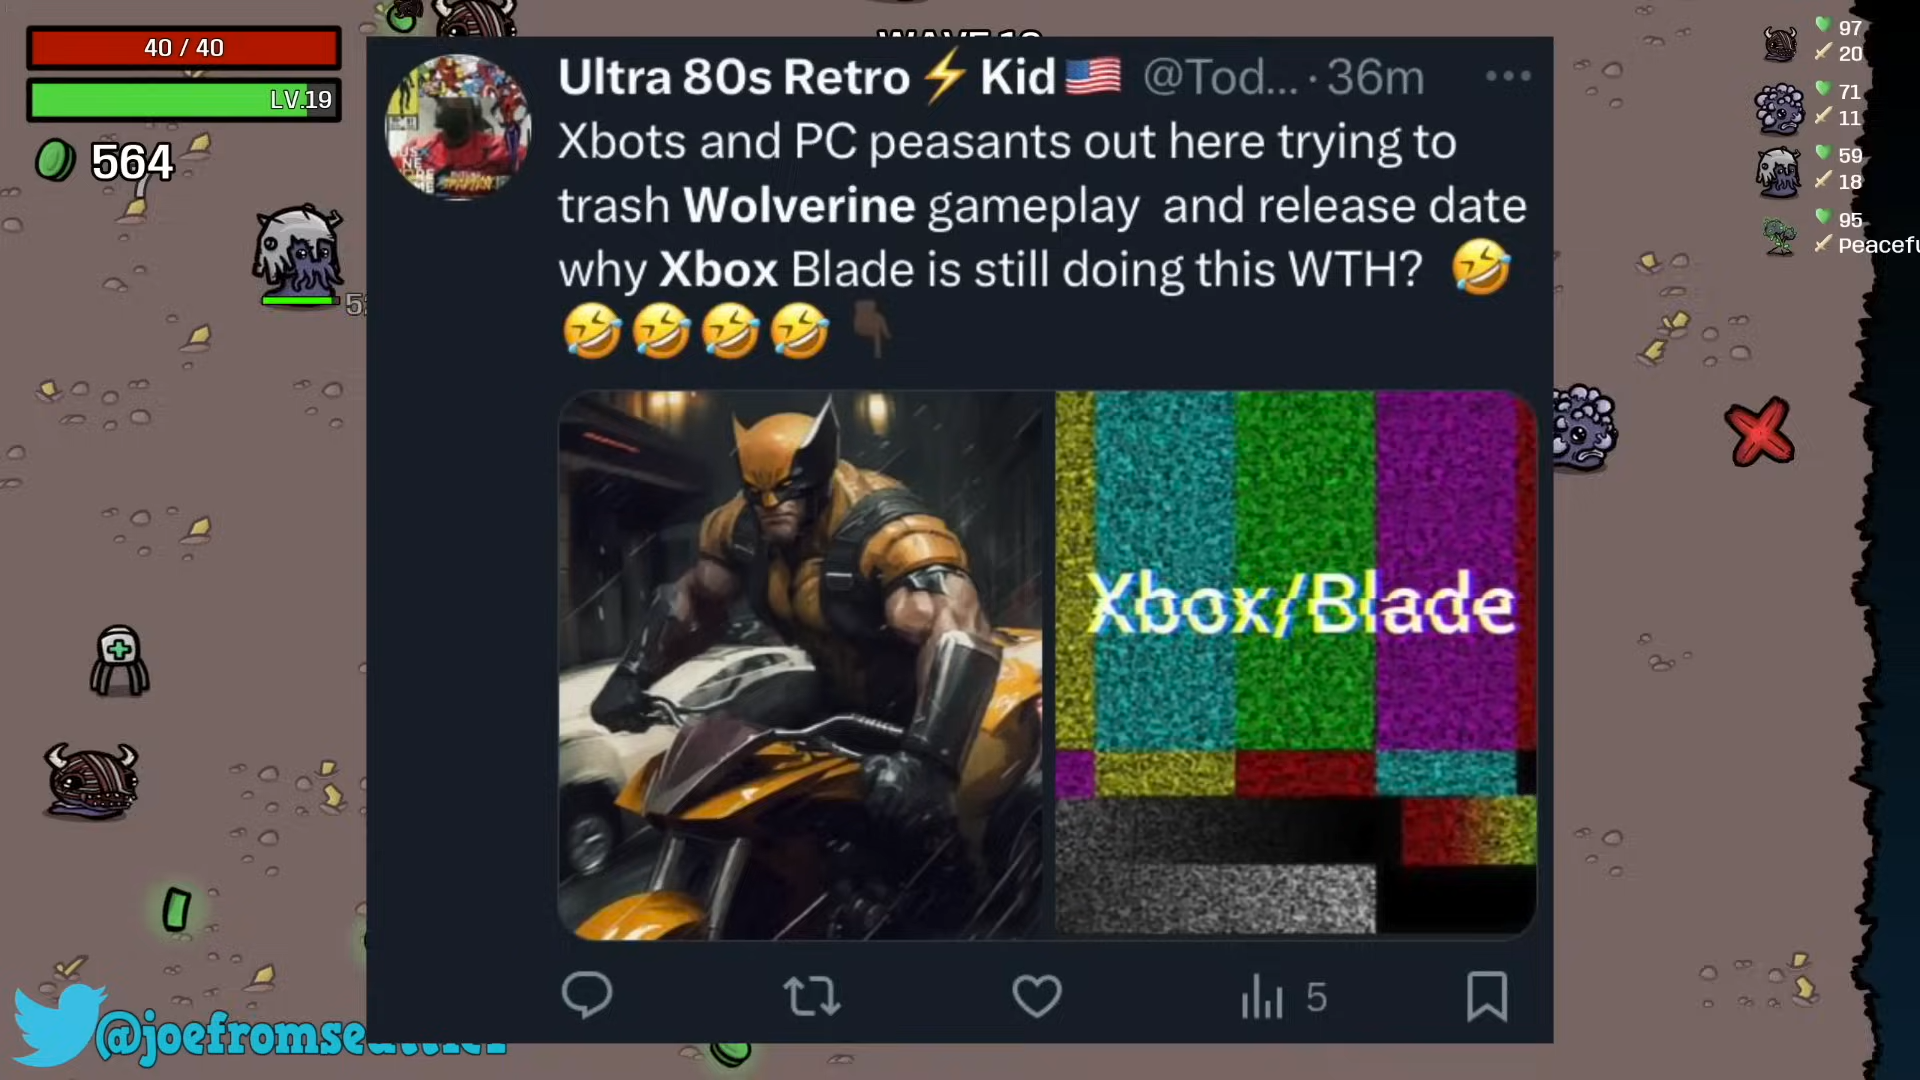 40 / 40
LV.19
564
Ultra 80s Retro ⚡ Kid 🇺🇸 @Tod... · 36m
Xbots and PC peasants out here trying to
trash Wolverine gameplay and release date
why Xbox Blade is still doing this WTH? 🤣
🤣🤣🤣🤣👇🏿
Xbox/Blade
5
97
20
71
11
59
18
95